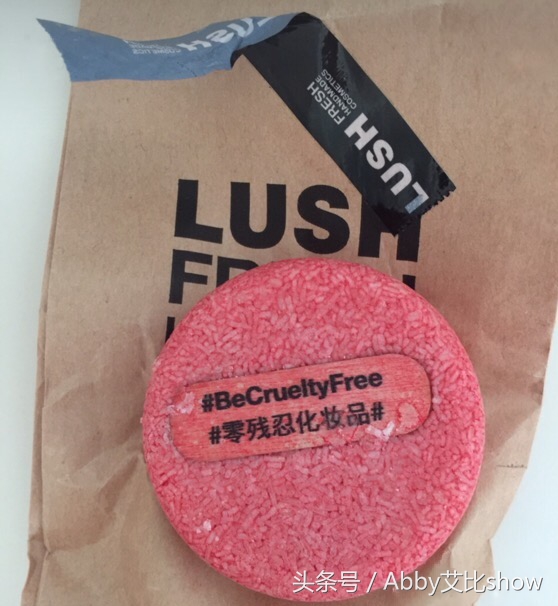 LUSH
FRESH
HANDMADE
COSMETICS
LUSH
LUSH
#BeCrueltyFree
#零残忍化妆品#
头条号 / Abby艾比show